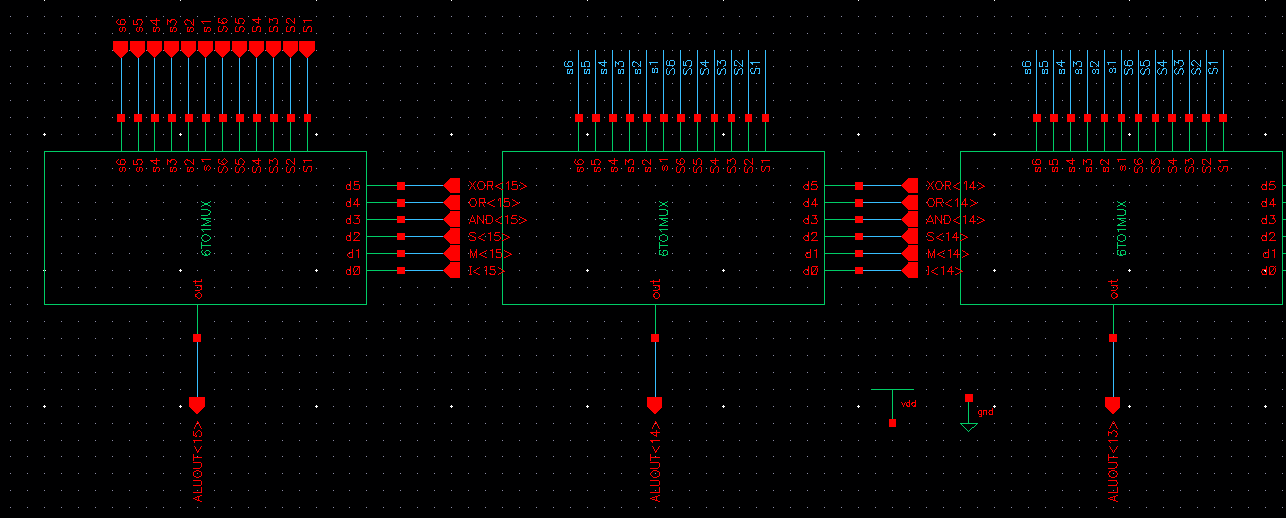 s6 s5 s4 s3 s2 s1 S6 S5 S4 S3 S2 S1
s6 s5 s4 s3 s2 s1 S6 S5 S4 S3 S2 S1
s6 s5 s4 s3 s2 s1 S6 S5 S4 S3 S2 S1
s6 s5 s4 s3 s2 s1 S6 S5 S4 S3 S2 S1
s6 s5 s4 s3 s2 s1 S6 S5 S4 S3 S2 S1
s6 s5 s4 s3 s2 s1 S6 S5 S4 S3 S2 S1
d5 XOR<15> d5 XOR<14> d5
d4 OR<15> d4 OR<14> d4
d3 AND<15> d3 AND<14> d3
d2 S<15> d2 S<14> d2
d1 M<15> d1 M<14> d1
d0 I<15> d0 I<14> d0
6TO1MUX 6TO1MUX 6TO1MUX
out out out
vdd gnd
ALUOUT<15> ALUOUT<14> ALUOUT<13>